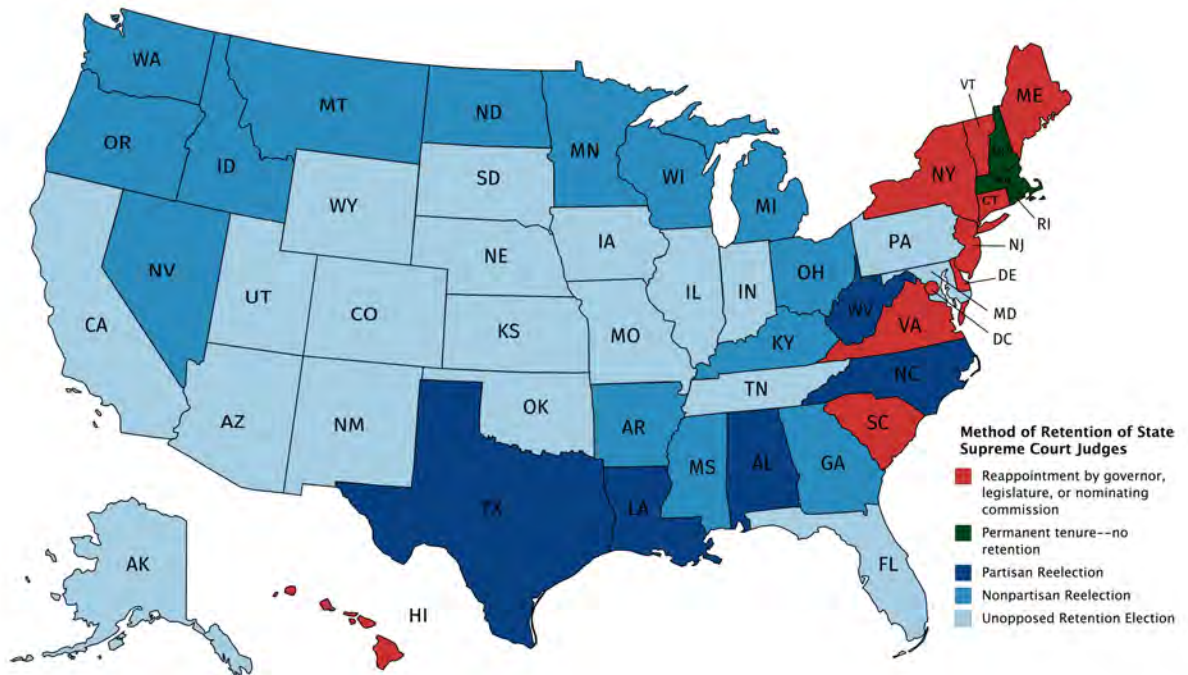 WA
MT
ND
VT
ME
OR
ID
MN
NY
SD
WI
WY
MI
CT
RI
IA
PA
NJ
NE
NV
OH
DE
UT
IL
IN
CA
CO
WV
MD
KS
MO
VA
DC
KY
NC
TN
OK
AZ
NM
AR
SC
MS
AL
GA
TX
LA
AK
FL
HI
Method of Retention of State
Supreme Court Judges
Reappointment by governor,
legislature, or nominating
commission
Permanent tenure--no
retention
Partisan Reelection
Nonpartisan Reelection
Unopposed Retention Election